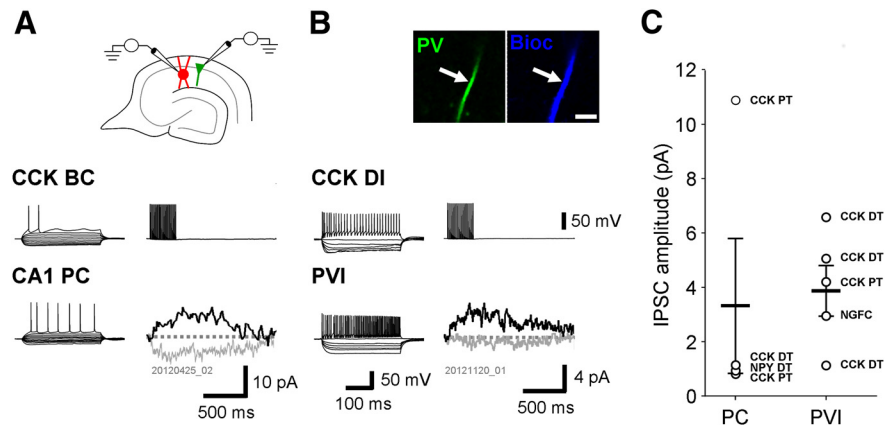 A
B
C
PV
Bioc
CCK BC
CCK DI
50 mV
CA1 PC
PVI
20120425_02
10 pA
500 ms
50 mV
100 ms
20121120_01
4 pA
500 ms
IPSC amplitude (pA)
12
10
8
6
4
2
0
CCK PT
CCK DT
NPY DT
CCK PT
CCK DT
CCK DT
CCK PT
NGFC
CCK DT
PC
PVI